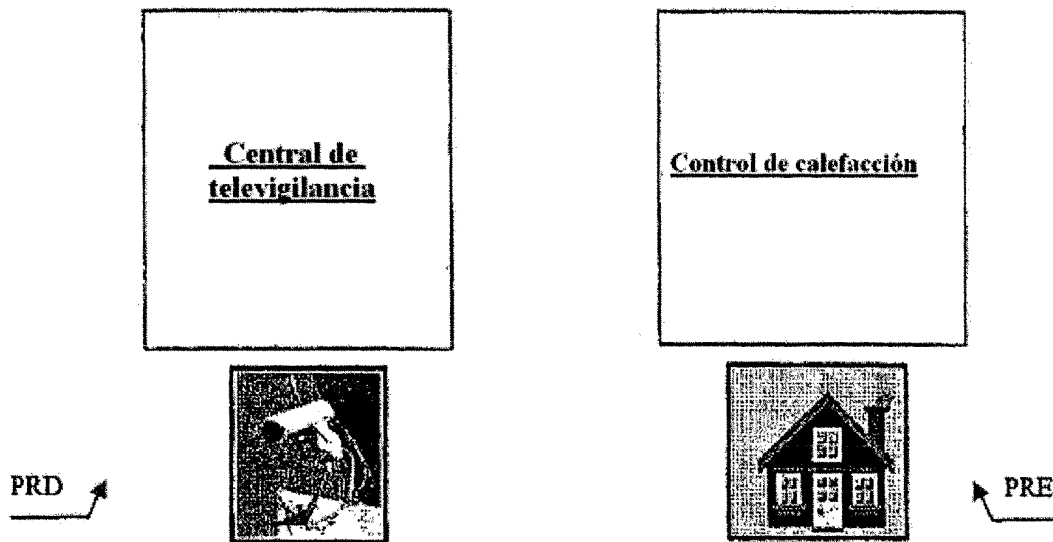 Central de
televigilancia
Control de calefacción
PRD
PRE